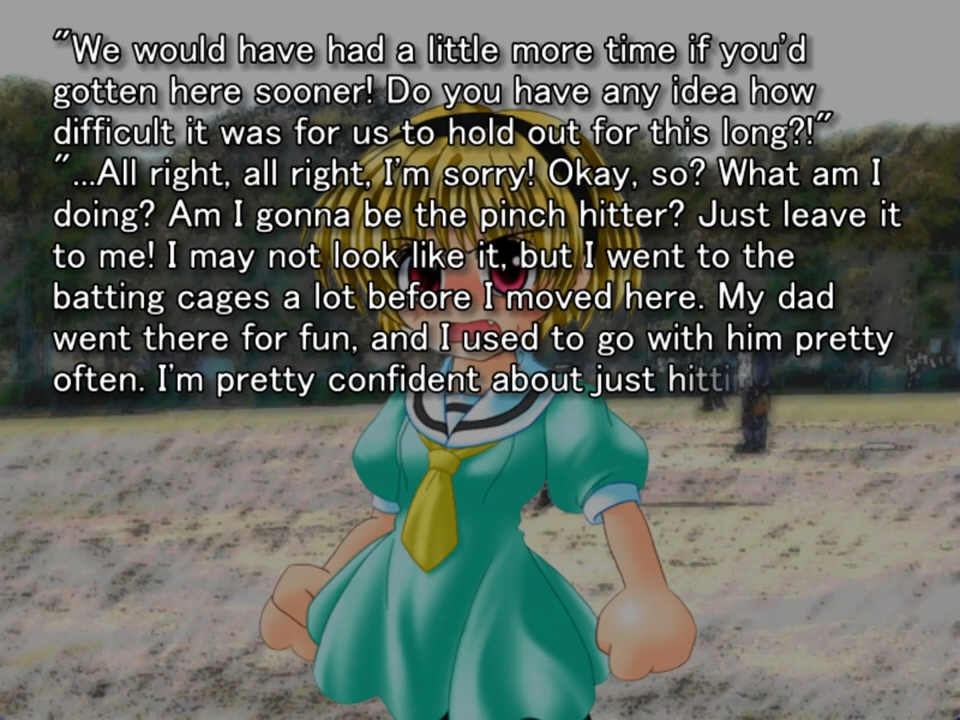 "We would have had a little more time if you'd
gotten here sooner! Do you have any idea how
difficult it was for us to hold out for this long?!"
"...All right, all right, I'm sorry! Okay, so? What am I
doing? Am I gonna be the pinch hitter? Just leave it
to me! I may not look like it, but I went to the
batting cages a lot before I moved here. My dad
went there for fun, and I used to go with him pretty
often. I'm pretty confident about just hitti